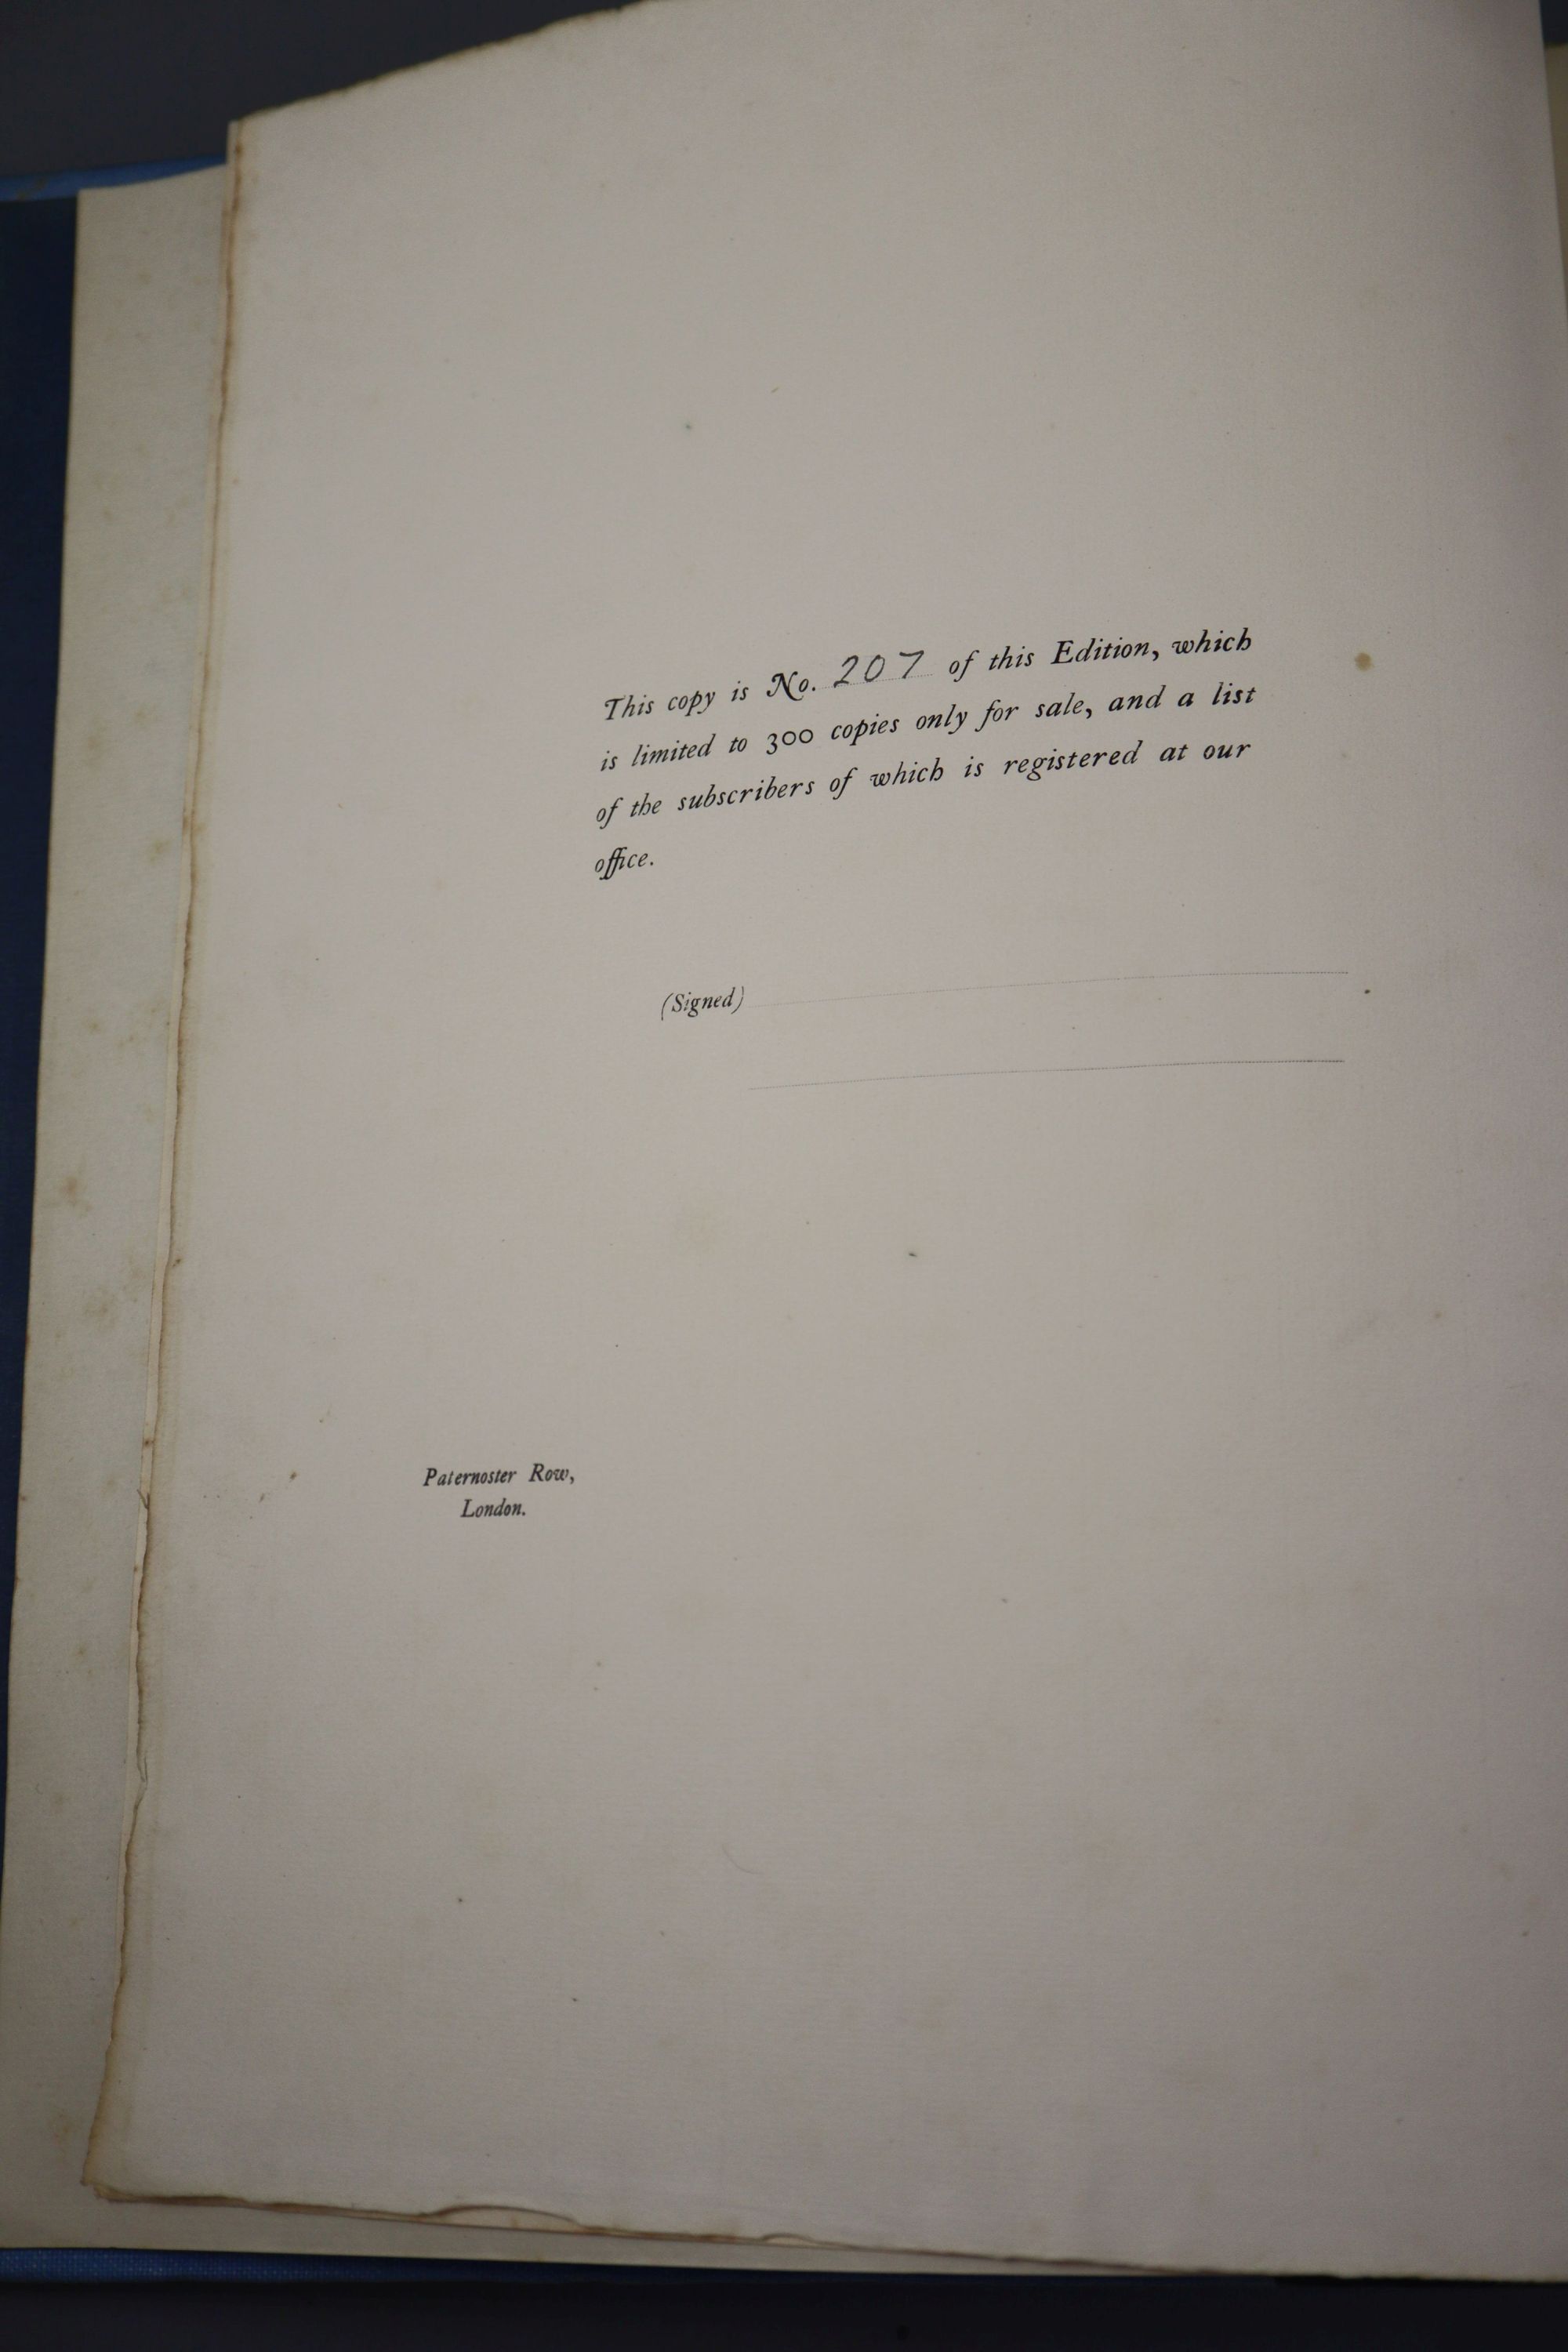 This copy is No. 207 of this Edition, which
is limited to 300 copies only for sale, and a list
of the subscribers of which is registered at our
office.
(Signed)
Paternoster Row,
London.